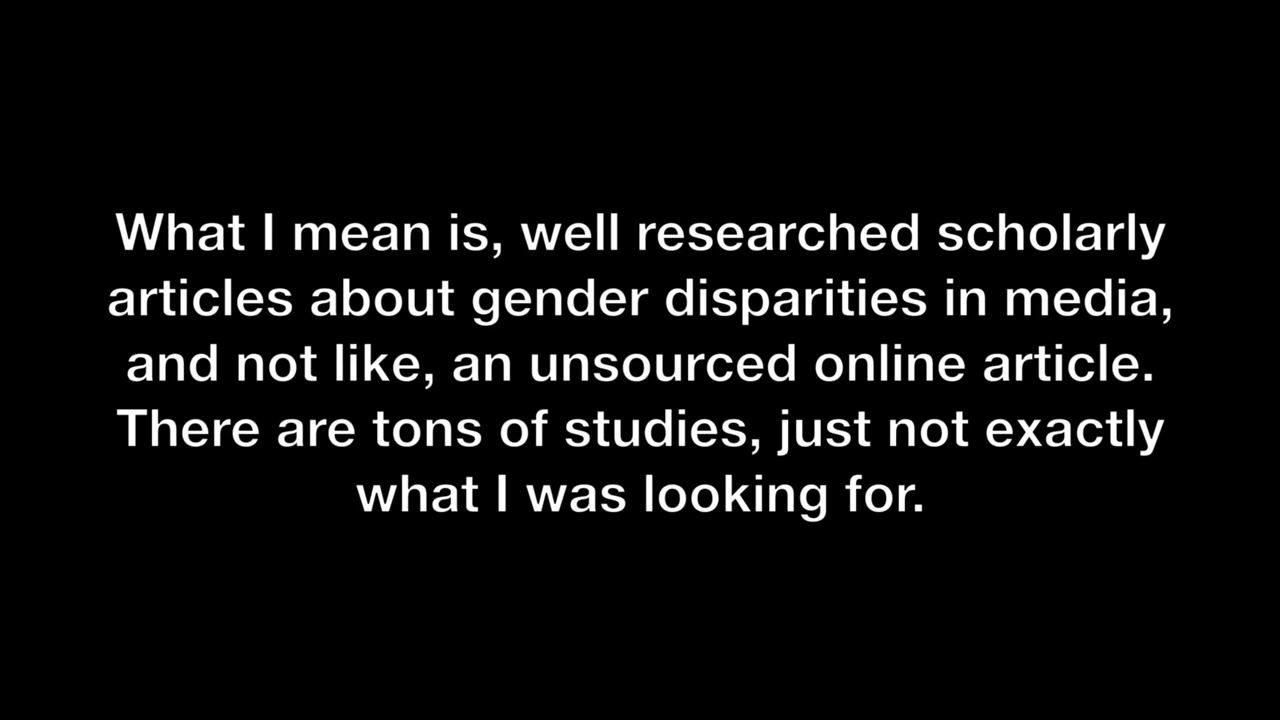 What I mean is, well researched scholarly
articles about gender disparities in media,
and not like, an unsourced online article.
There are tons of studies, just not exactly
what I was looking for.